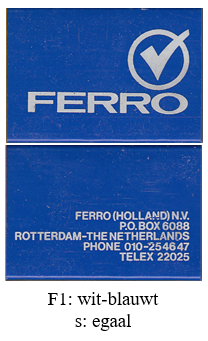 FERRO
FERRO (HOLLAND) N.V.
P.O. BOX 6088
ROTTERDAM-THE NETHERLANDS
PHONE 010-254647
TELEX 22025
F1: wit-blauwt
s: egaal